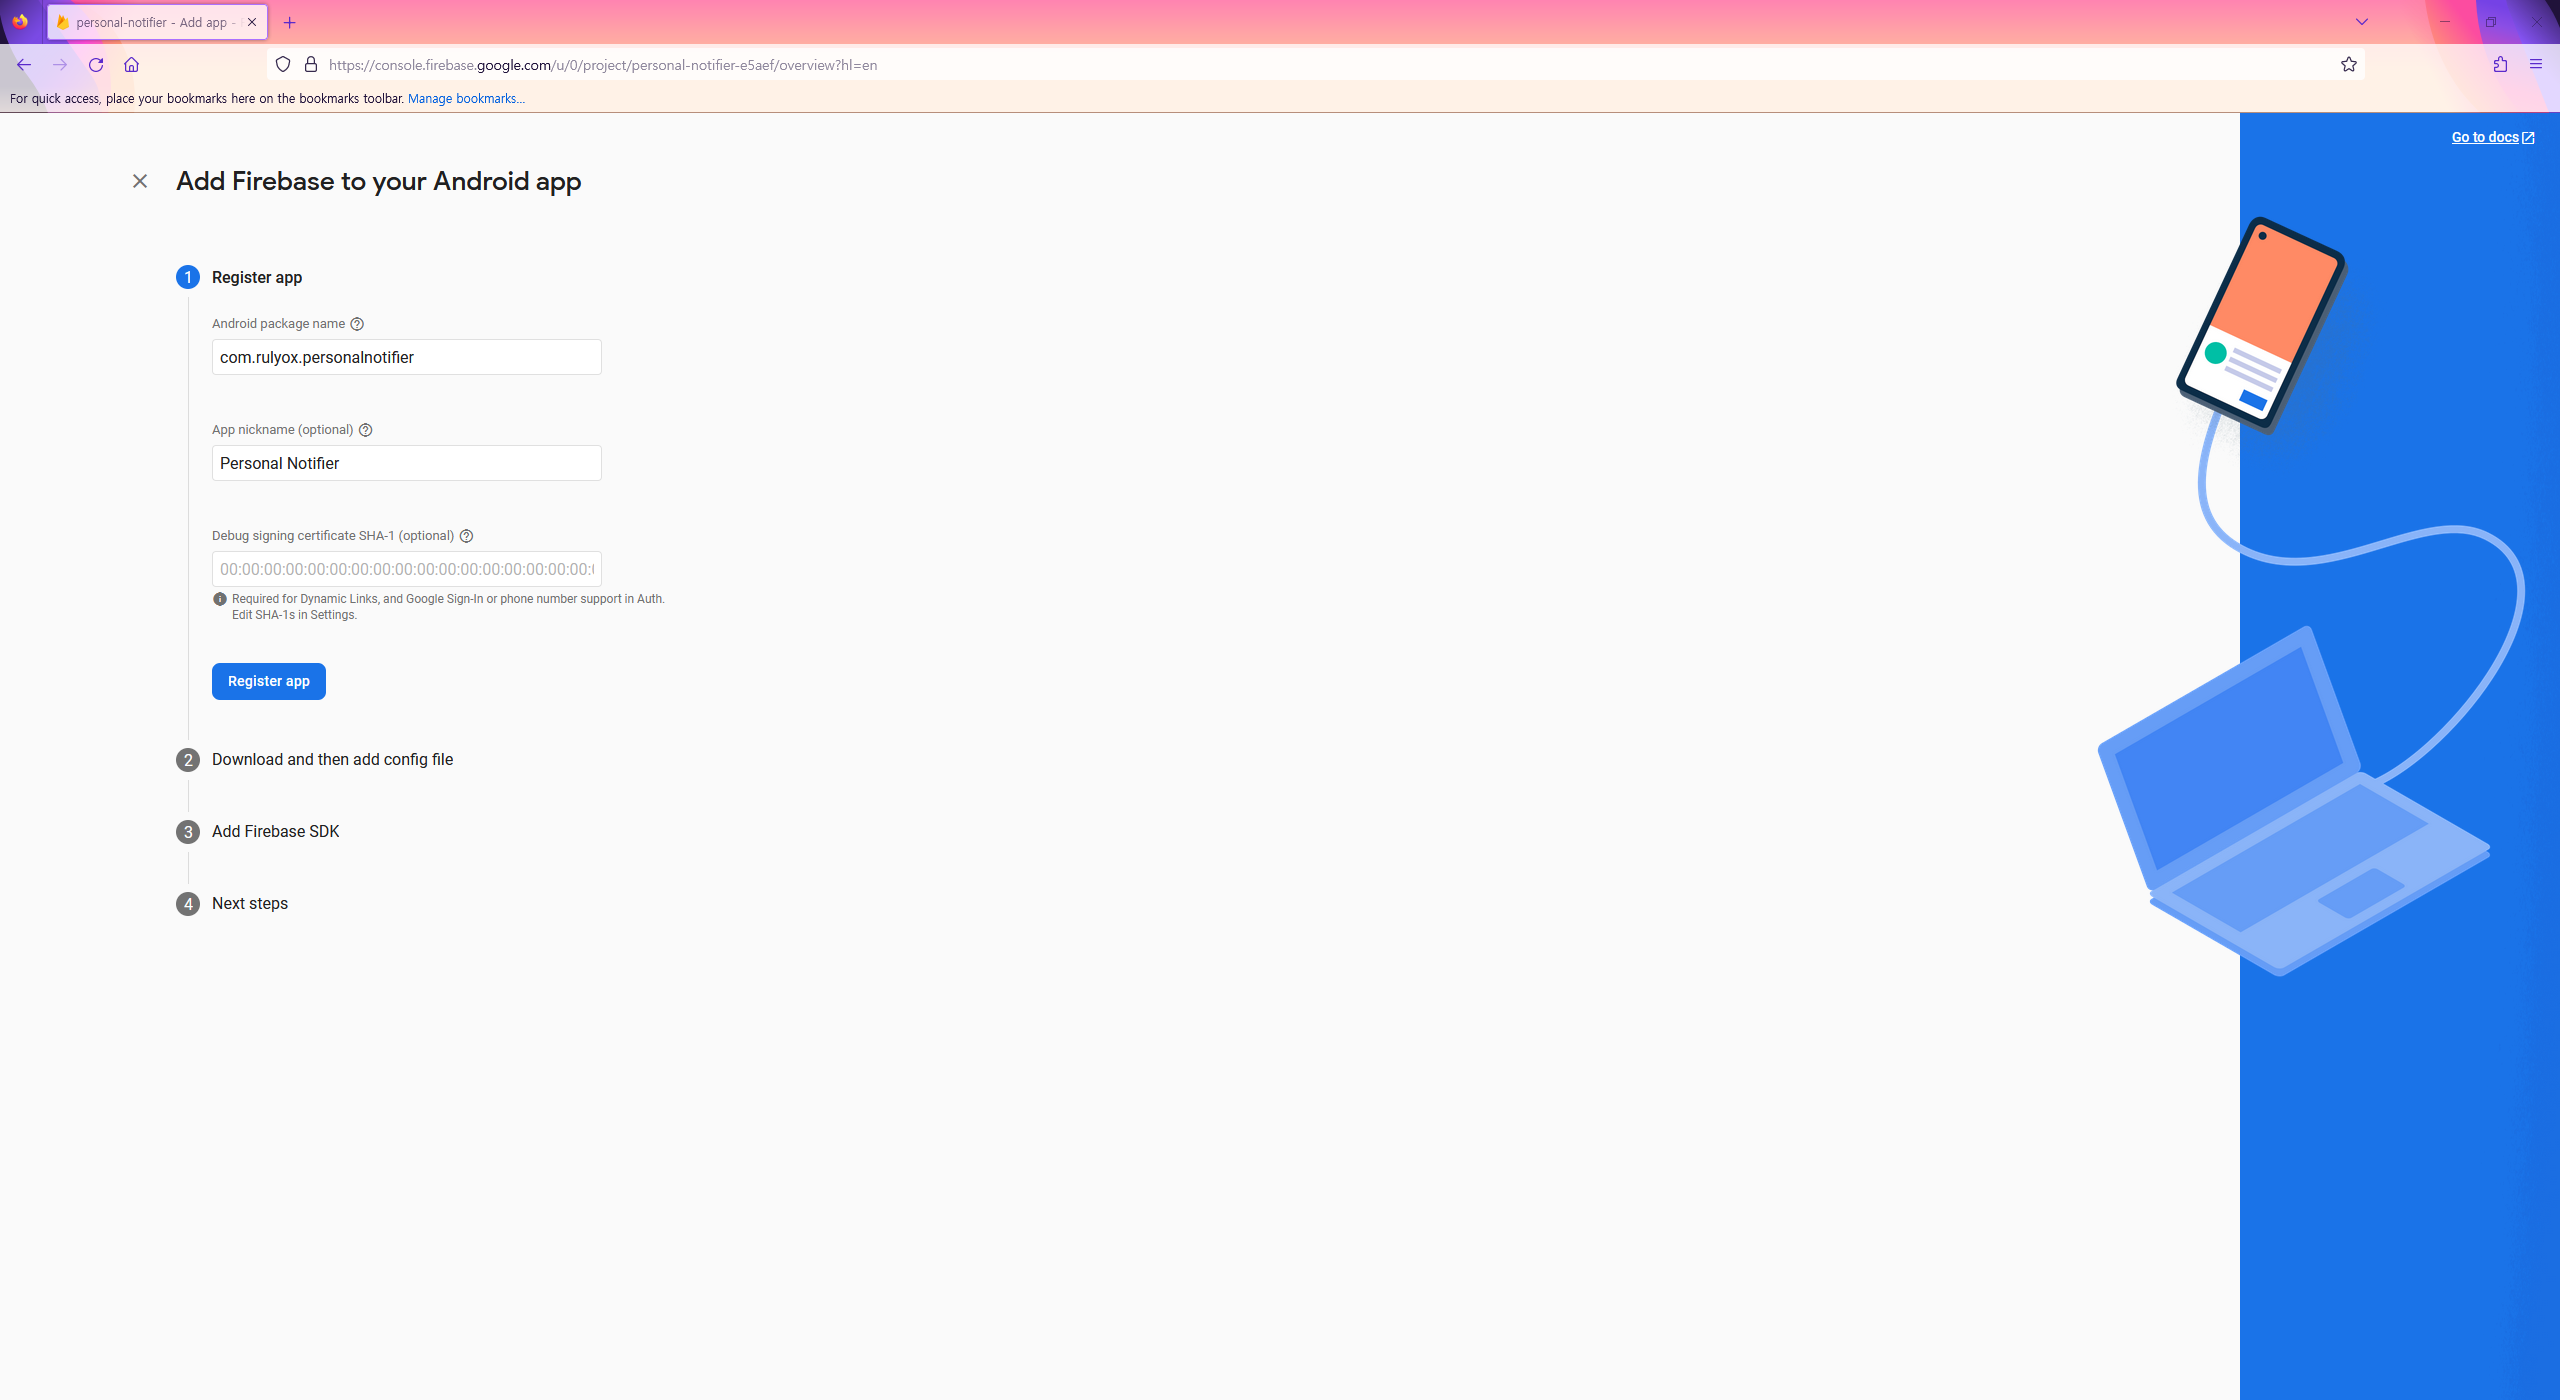 personal-notifier - Add app -
https://console.firebase.google.com/u/0/project/personal-notifier-e5aef/overview?hl=en
For quick access, place your bookmarks here on the bookmarks toolbar. Manage bookmarks...
Go to docs
Add Firebase to your Android app
1 Register app
Android package name
com.rulyox.personalnotifier
App nickname (optional)
Personal Notifier
Debug signing certificate SHA-1 (optional)
00:00:00:00:00:00:00:00:00:00:00:00:00:00:00:00:00:
Required for Dynamic Links, and Google Sign-In or phone number support in Auth.
Edit SHA-1s in Settings.
Register app
2 Download and then add config file
3 Add Firebase SDK
4 Next steps